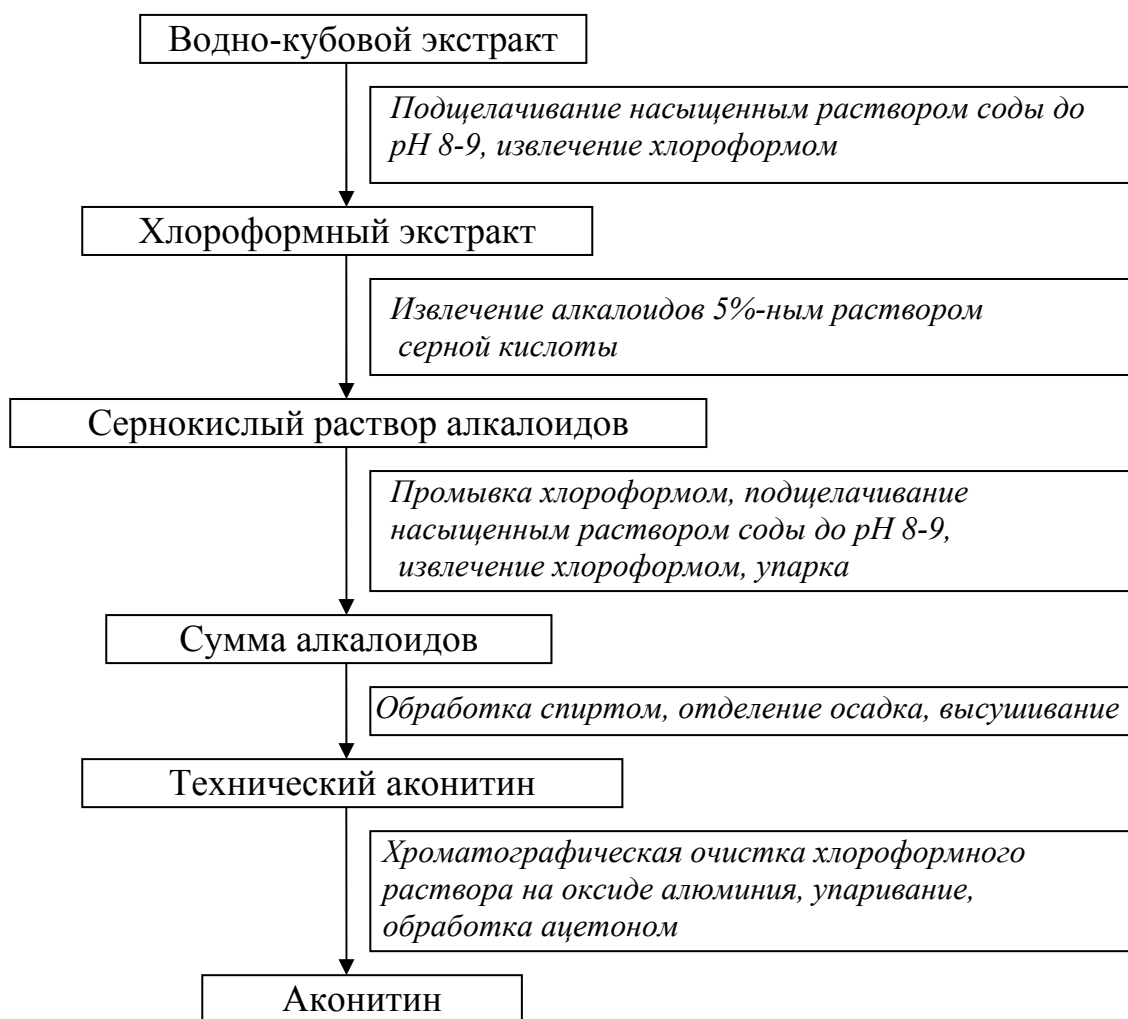 Водно-кубовой экстракт
Подщелачивание насыщенным раствором соды до
pH 8-9, извлечение хлороформом
Хлороформный экстракт
Извлечение алкалоидов 5%-ным раствором
серной кислоты
Сернокислый раствор алкалоидов
Промывка хлороформом, подщелачивание
насыщенным раствором соды до pH 8-9,
извлечение хлороформом, упарка
Сумма алкалоидов
Обработка спиртом, отделение осадка, высушивание
Технический аконитин
Хроматографическая очистка хлороформного
раствора на оксиде алюминия, упаривание,
обработка ацетоном
Аконитин